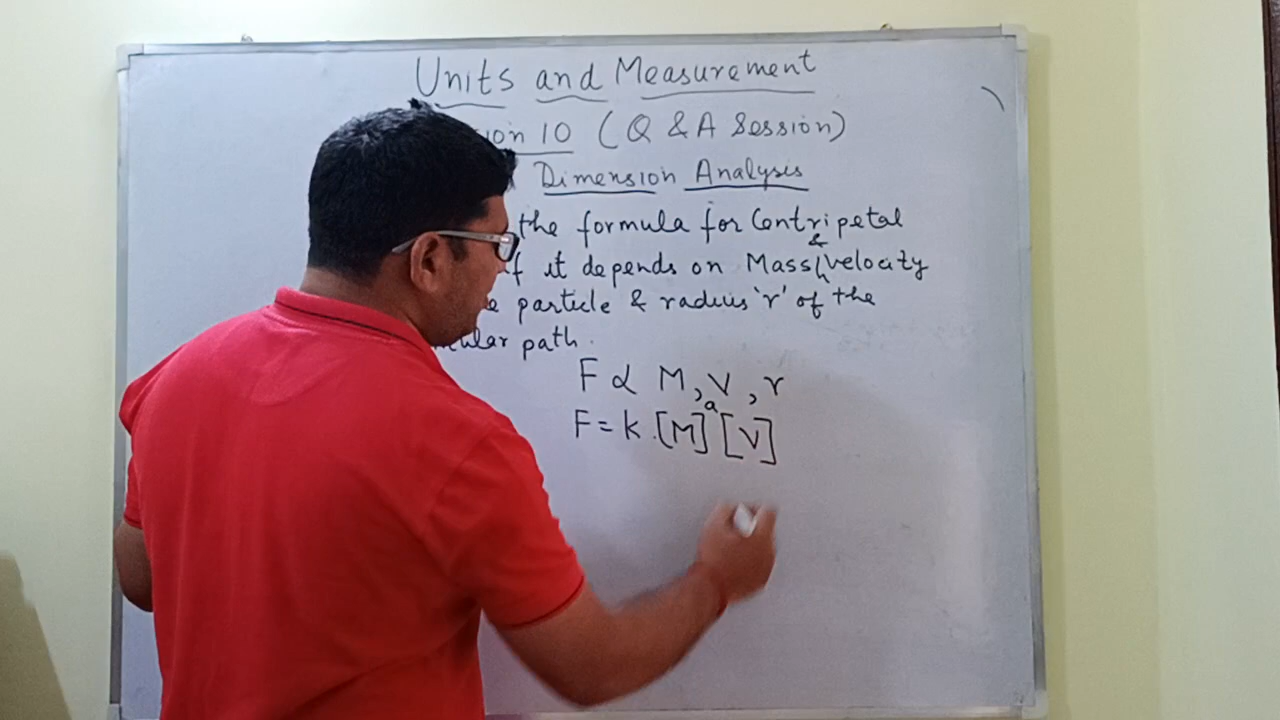 Units and Measurement
ion 10 (Q & A Session)
Dimension Analysis
the formula for Centripetal
f it depends on Mass & velocity
e particle & radius 'r' of the
ular path.
F ∝ M, V, r
F = k.[M]ᵃ [V]